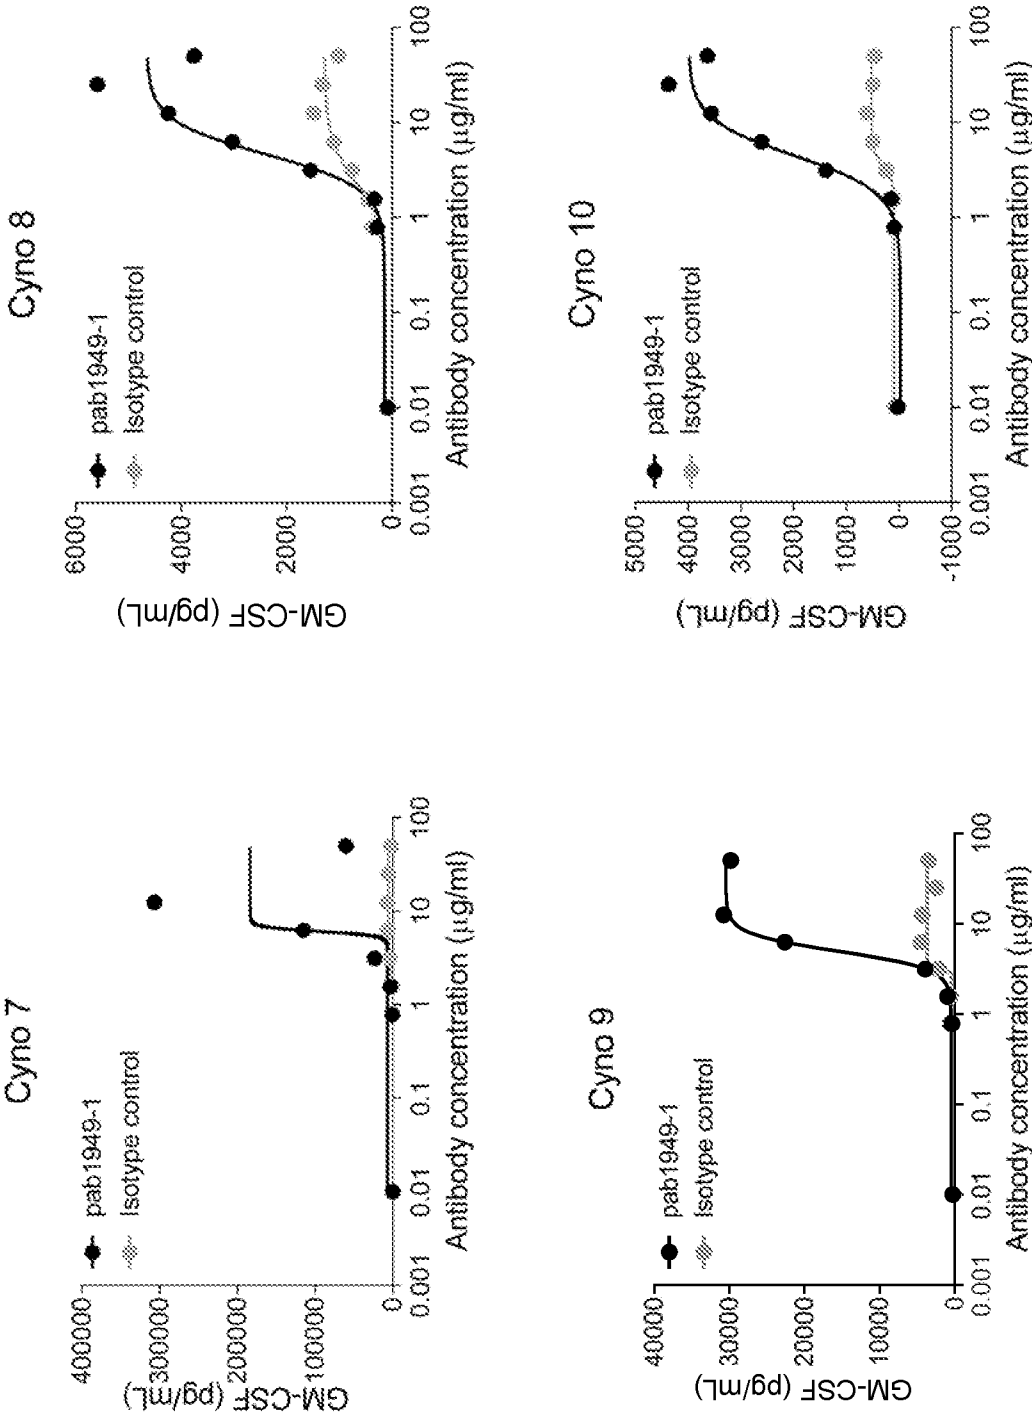 Cyno 7
GM-CSF (pg/mL)
400000
300000
200000
100000
0
pab1949-1
Isotype control
0.001
0.01
0.1
1
10
100
Antibody concentration (µg/ml)
Cyno 8
GM-CSF (pg/mL)
6000
4000
2000
0
pab1949-1
Isotype control
0.001
0.01
0.1
1
10
100
Antibody concentration (µg/ml)
Cyno 9
GM-CSF (pg/mL)
40000
30000
20000
10000
0
pab1949-1
Isotype control
0.001
0.01
0.1
1
10
100
Antibody concentration (µg/ml)
Cyno 10
GM-CSF (pg/mL)
5000
4000
3000
2000
1000
0
-1000
pab1949-1
Isotype control
0.001
0.01
0.1
1
10
100
Antibody concentration (µg/ml)